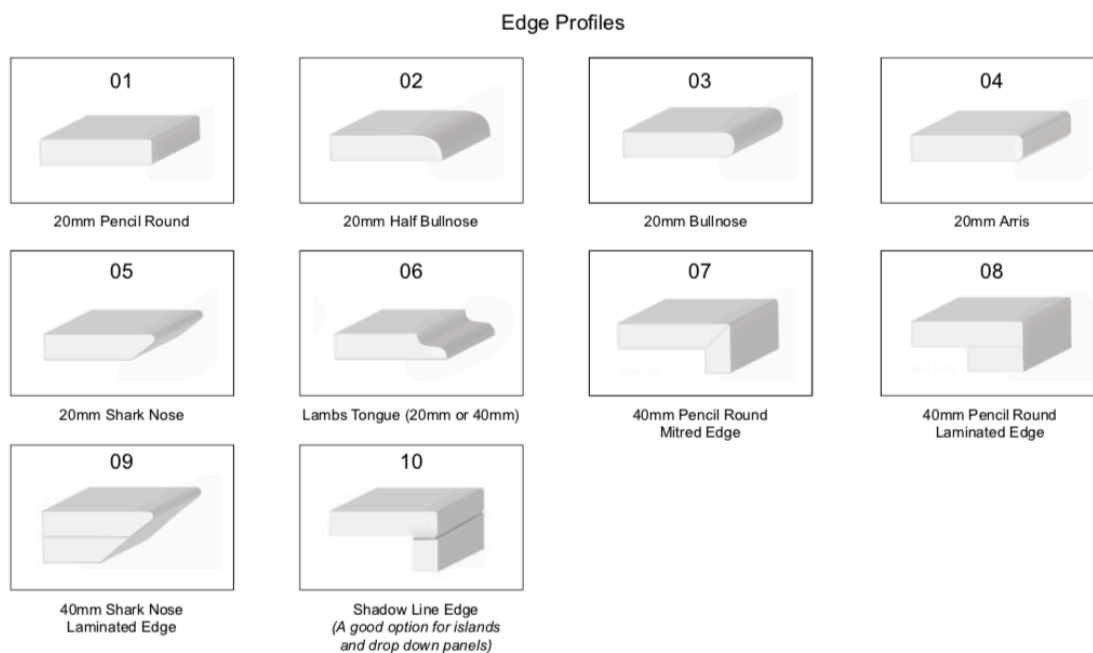 Edge Profiles
01
02
03
04
20mm Pencil Round
20mm Half Bullnose
20mm Bullnose
20mm Arris
05
06
07
08
20mm Shark Nose
Lambs Tongue (20mm or 40mm)
40mm Pencil Round
Mitred Edge
40mm Pencil Round
Laminated Edge
09
10
40mm Shark Nose
Laminated Edge
Shadow Line Edge
(A good option for islands
and drop down panels)